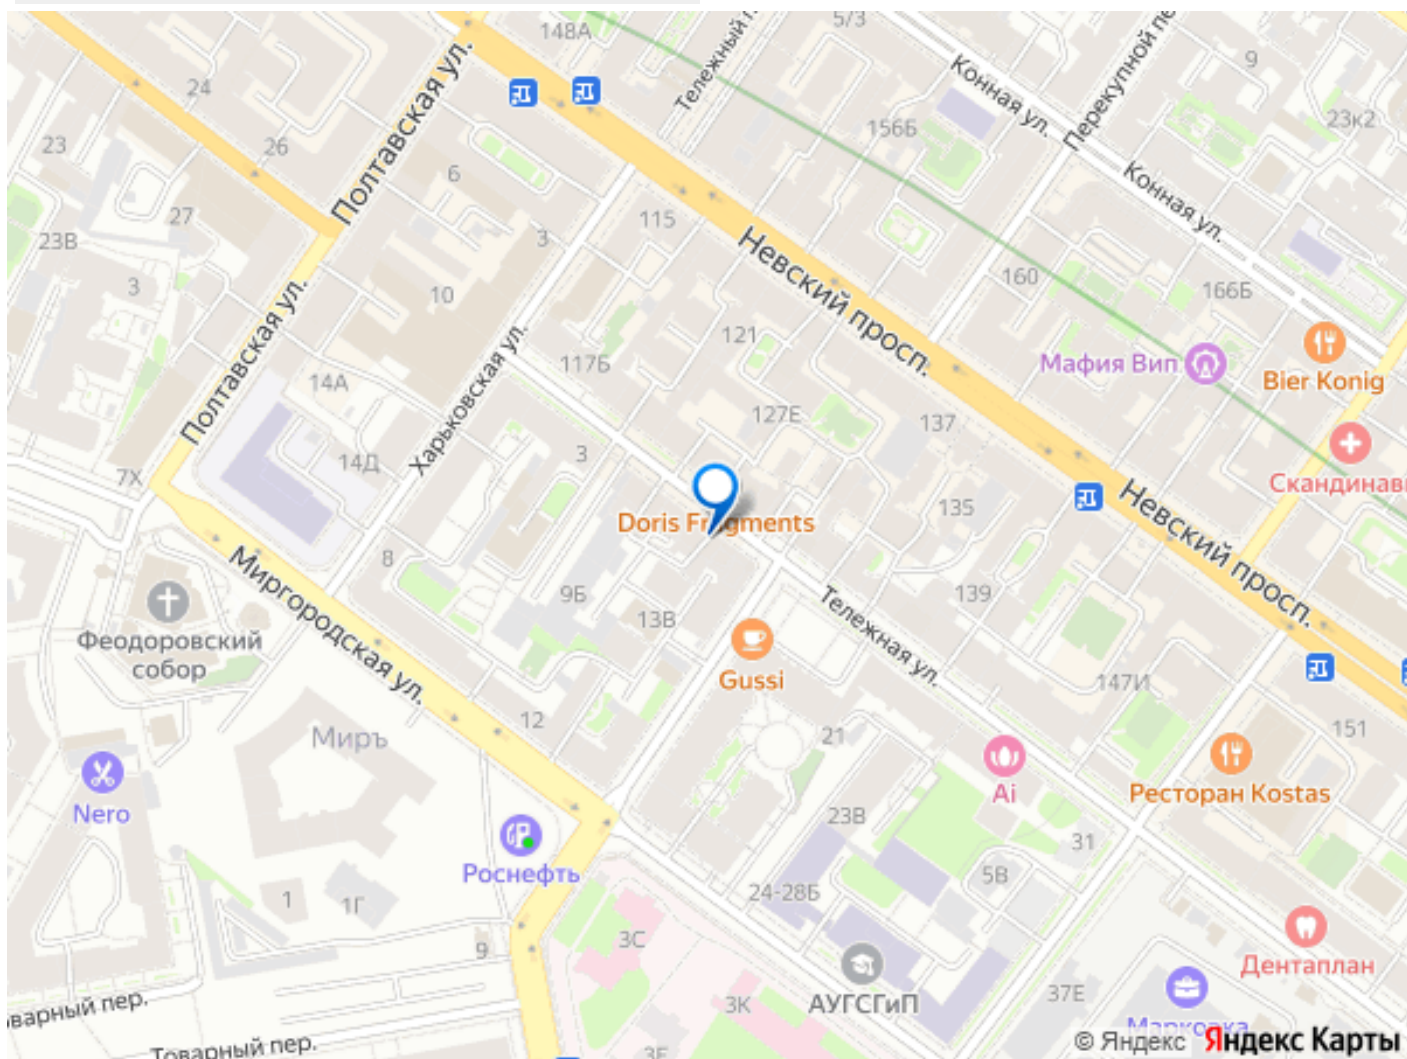 148А
5/3
Тележный п
Перекупной пе
Конная ул.
9
24
Полтавская ул.
156Б
23к2
23
26
6
Конная ул.
27
115
Невский просп.
23В
3
160
3
10
166Б
Полтавская ул.
121
Харьковская ул.
117Б
Мафия Вип
Bier Konig
14А
127Е
137
3
14Д
7Х
Скандинав
135
Невский просп.
Doris Fragments
Миргородская ул.
8
9Б
139
13В
Тележная ул.
Феодоровский
собор
Gussi
147И
12
21
151
Миръ
Ai
Ресторан Kostas
Nero
23В
31
Роснефть
5В
24-28Б
1
1Г
3С
9
Дентаплан
37Е
3К
АУГСГиП
Марковка
варный пер.
Товарный пер.
3Е
© Яндекс Яндекс Карты